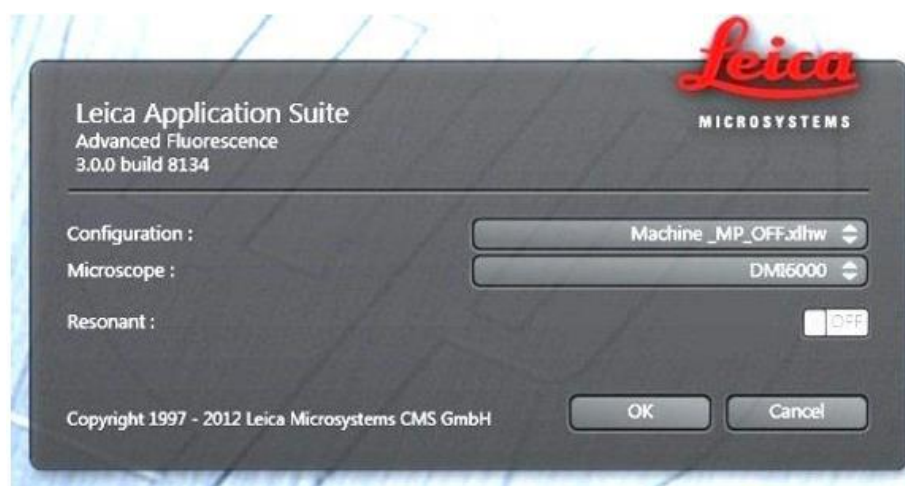 Leica
MICROSYSTEMS
Leica Application Suite
Advanced Fluorescence
3.0.0 build 8134
Configuration :
Machine _MP_OFF.xlhw
Microscope :
DMI6000
Resonant :
OFF
Copyright 1997 - 2012 Leica Microsystems CMS GmbH
OK
Cancel